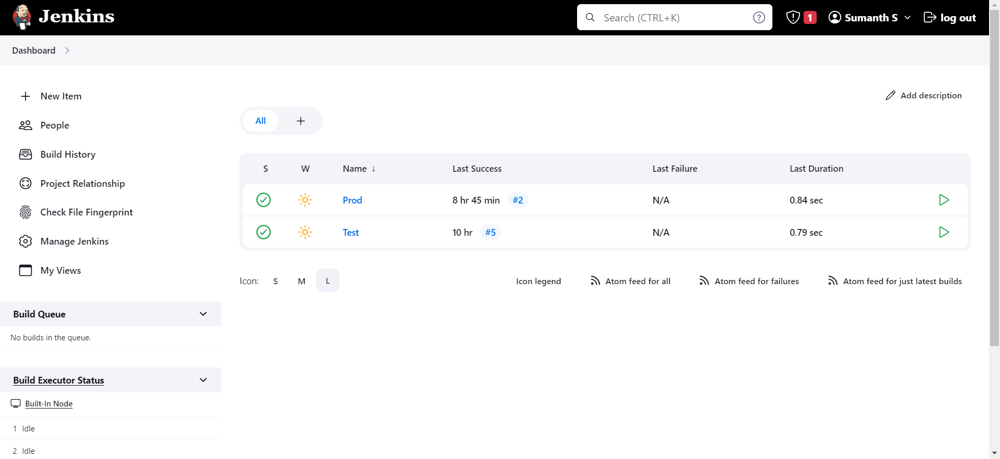 Jenkins
Search (CTRL+K)
1
Sumanth S
log out
Dashboard
New Item
People
Build History
Project Relationship
Check File Fingerprint
Manage Jenkins
My Views
Build Queue
No builds in the queue.
Build Executor Status
Built-In Node
1 Idle
2 Idle
Add description
All
S W Name ↓ Last Success Last Failure Last Duration
Prod 8 hr 45 min #2 N/A 0.84 sec
Test 10 hr #5 N/A 0.79 sec
Icon: S M L
Icon legend Atom feed for all Atom feed for failures Atom feed for just latest builds